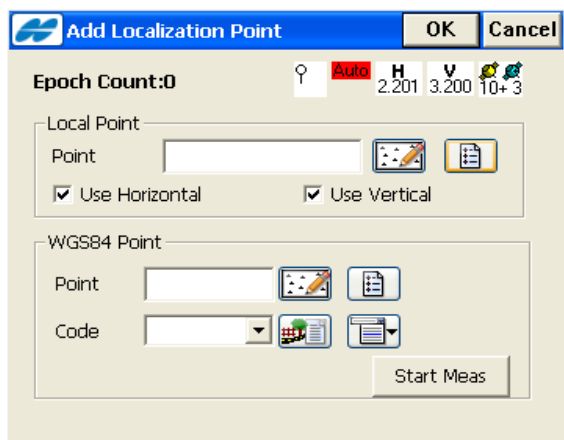 Add Localization Point OK Cancel
Epoch Count:0 Auto H 2.201 V 3.200 10+ 3
Local Point
Point
Use Horizontal Use Vertical
WGS84 Point
Point
Code
Start Meas